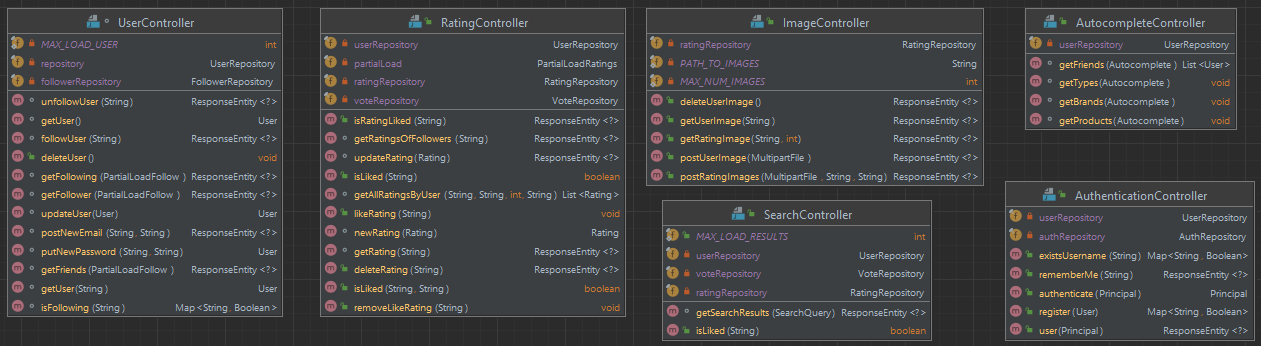 UserController
MAX_LOAD_USER int
repository UserRepository
followerRepository FollowerRepository
unfollowUser (String) ResponseEntity <?>
getUser() User
followUser (String) ResponseEntity <?>
deleteUser() void
getFollowing (PartialLoadFollow ) ResponseEntity <?>
getFollower (PartialLoadFollow ) ResponseEntity <?>
updateUser(User) User
postNewEmail (String, String) ResponseEntity <?>
putNewPassword (String, String) User
getFriends (PartialLoadFollow ) ResponseEntity <?>
getUser(String) User
isFollowing (String) Map<String, Boolean>
RatingController
userRepository UserRepository
partialLoad PartialLoadRatings
ratingRepository RatingRepository
voteRepository VoteRepository
isRatingLiked (String) ResponseEntity <?>
getRatingsOfFollowers (String) ResponseEntity <?>
updateRating (Rating) ResponseEntity <?>
isLiked (String) boolean
getAllRatingsByUser (String, String, int, String) List <Rating>
likeRating (String) void
newRating (Rating) Rating
getRating (String) ResponseEntity <?>
deleteRating (String) ResponseEntity <?>
isLiked (String, String) boolean
removeLikeRating (String) void
ImageController
ratingRepository RatingRepository
PATH_TO_IMAGES String
MAX_NUM_IMAGES int
deleteUserImage () ResponseEntity <?>
getUserImage (String) ResponseEntity <?>
getRatingImage (String, int) ResponseEntity <?>
postUserImage (MultipartFile ) ResponseEntity <?>
postRatingImages (MultipartFile , String, String) ResponseEntity <?>
SearchController
MAX_LOAD_RESULTS int
userRepository UserRepository
voteRepository VoteRepository
ratingRepository RatingRepository
getSearchResults (SearchQuery) ResponseEntity <?>
isLiked (String) boolean
AutocompleteController
userRepository UserRepository
getFriends (Autocomplete ) List <User>
getTypes (Autocomplete ) void
getBrands (Autocomplete ) void
getProducts (Autocomplete ) void
AuthenticationController
userRepository UserRepository
authRepository AuthRepository
existsUsername (String) Map<String, Boolean>
rememberMe (String) ResponseEntity <?>
authenticate (Principal) Principal
register (User) Map<String, Boolean>
user(Principal) ResponseEntity <?>